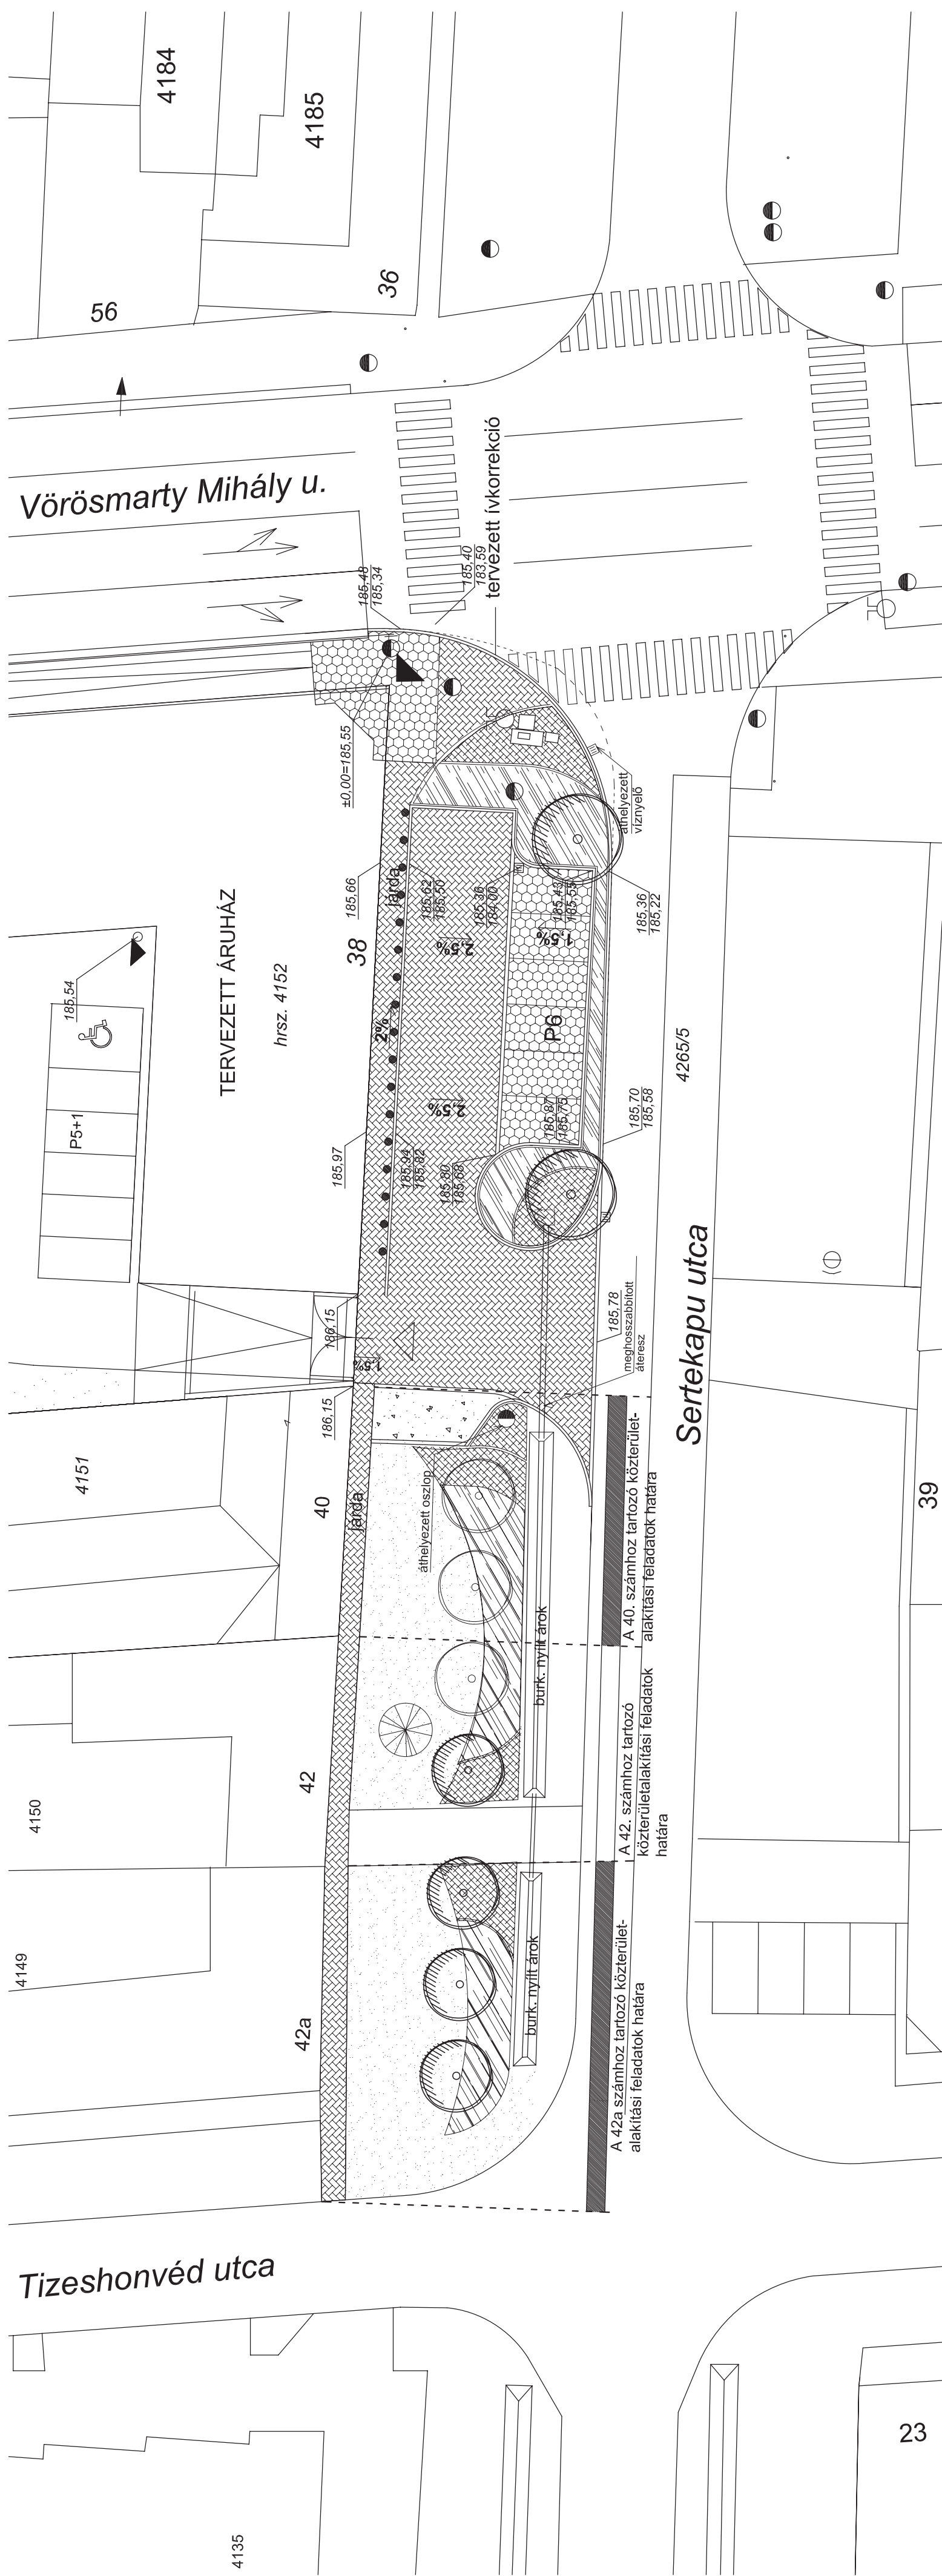 4184
4185
56
36
Vörösmarty Mihály u.
tervezett ívkorrekció
185,40
183,59
185,48
185,34
±0,00=185,55
áthelyezett
víznyelő
185,66
járda
185,62
185,50
185,36
184,00
185,43
185,55
185,36
185,22
38
2,5%
1,5%
TERVEZETT ÁRUHÁZ
hrsz. 4152
185,54
P5+1
2%
P6
4265/5
2,5%
185,97
185,94
185,82
185,80
185,68
185,87
185,75
185,70
185,58
186,15
1,5%
186,15
185,78
meghosszabbított
áteresz
Sertekapu utca
4151
40
járda
áthelyezett oszlop
burk. nyílt árok
A 40. számhoz tartozó közterület-
alakítási feladatok határa
39
4150
42
A 42. számhoz tartozó
közterületalakítási feladatok
határa
4149
42a
burk. nyílt árok
A 42a számhoz tartozó közterület-
alakítási feladatok határa
Tizeshonvéd utca
23
4135